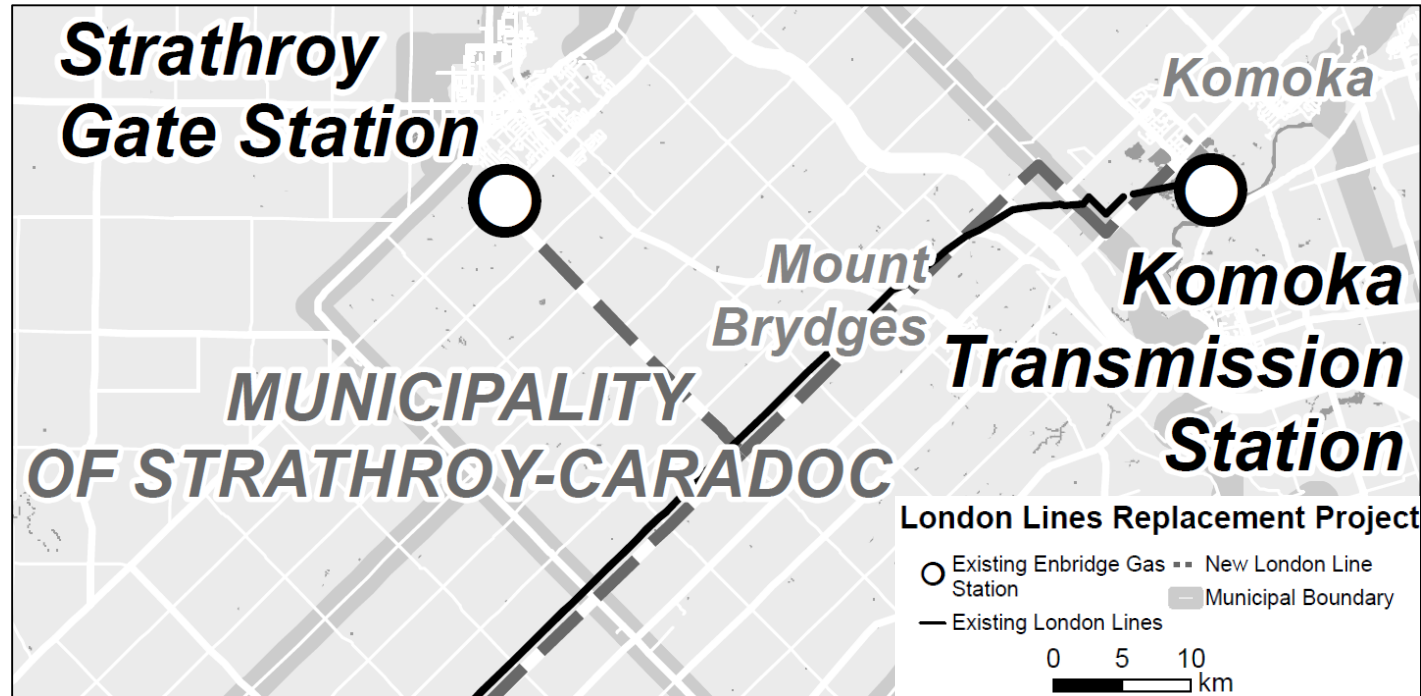 Strathroy
Gate Station
Komoka
Mount
Brydges
Komoka
Transmission
Station
MUNICIPALITY
OF STRATHROY-CARADOC
London Lines Replacement Project
Existing Enbridge Gas
Station
New London Line
Municipal Boundary
Existing London Lines
0 5 10
km